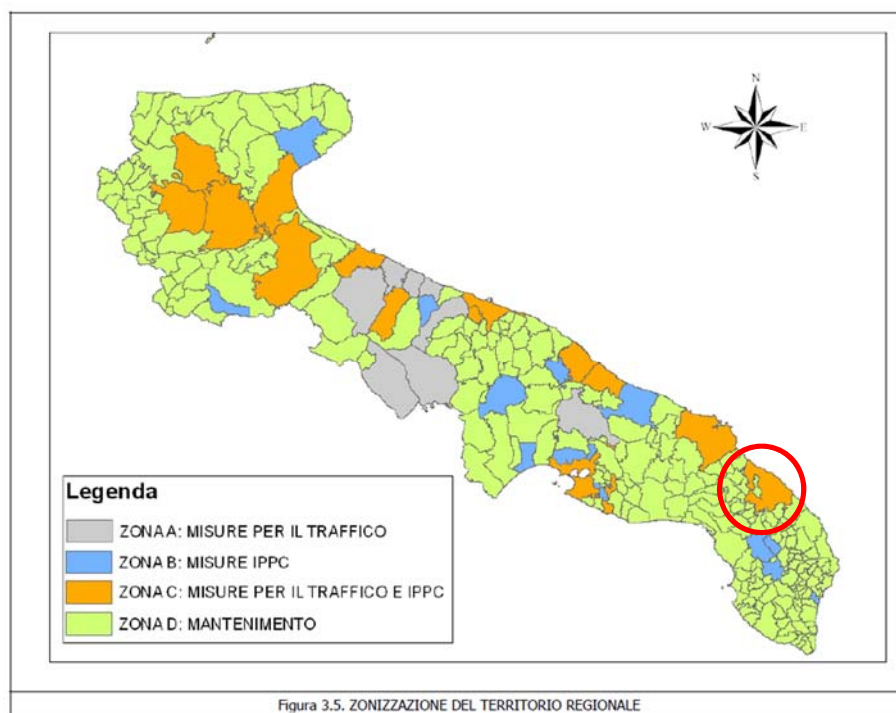 N
W
E
S
Legenda
ZONA A: MISURE PER IL TRAFFICO
ZONA B: MISURE IPPC
ZONA C: MISURE PER IL TRAFFICO E IPPC
ZONA D: MANTENIMENTO
Figura 3.5. ZONIZZAZIONE DEL TERRITORIO REGIONALE